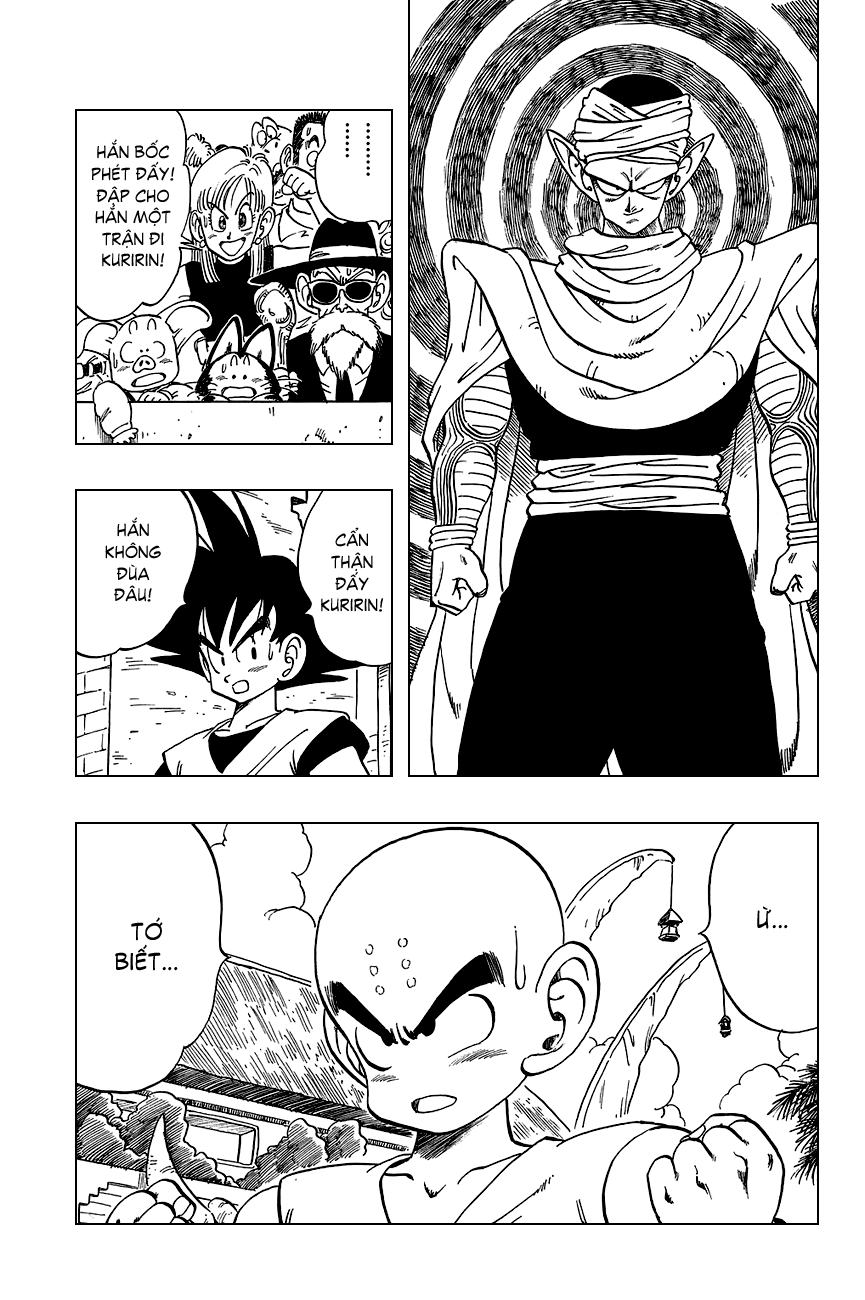 HẮN BỐC
PHÉT ĐẤY!
ĐẬP CHO
HẮN MỘT
TRẬN ĐI
KURIRIN!
CẨN
THẬN
ĐẤY
KURIRIN!
HẮN
KHÔNG
ĐÙA
ĐÂU!
Ừ...
TỚ
BIẾT...